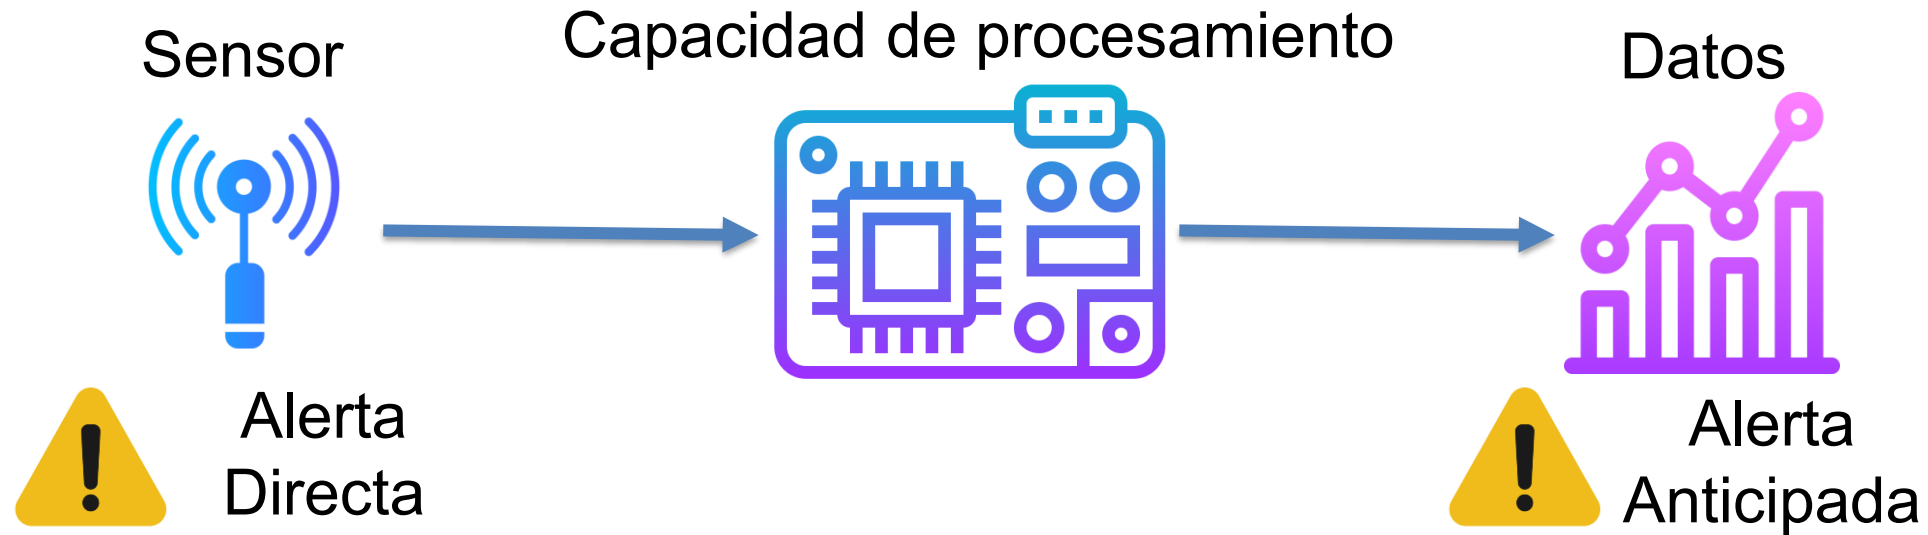 Sensor
Capacidad de procesamiento
Datos
Alerta
Directa
Alerta
Anticipada